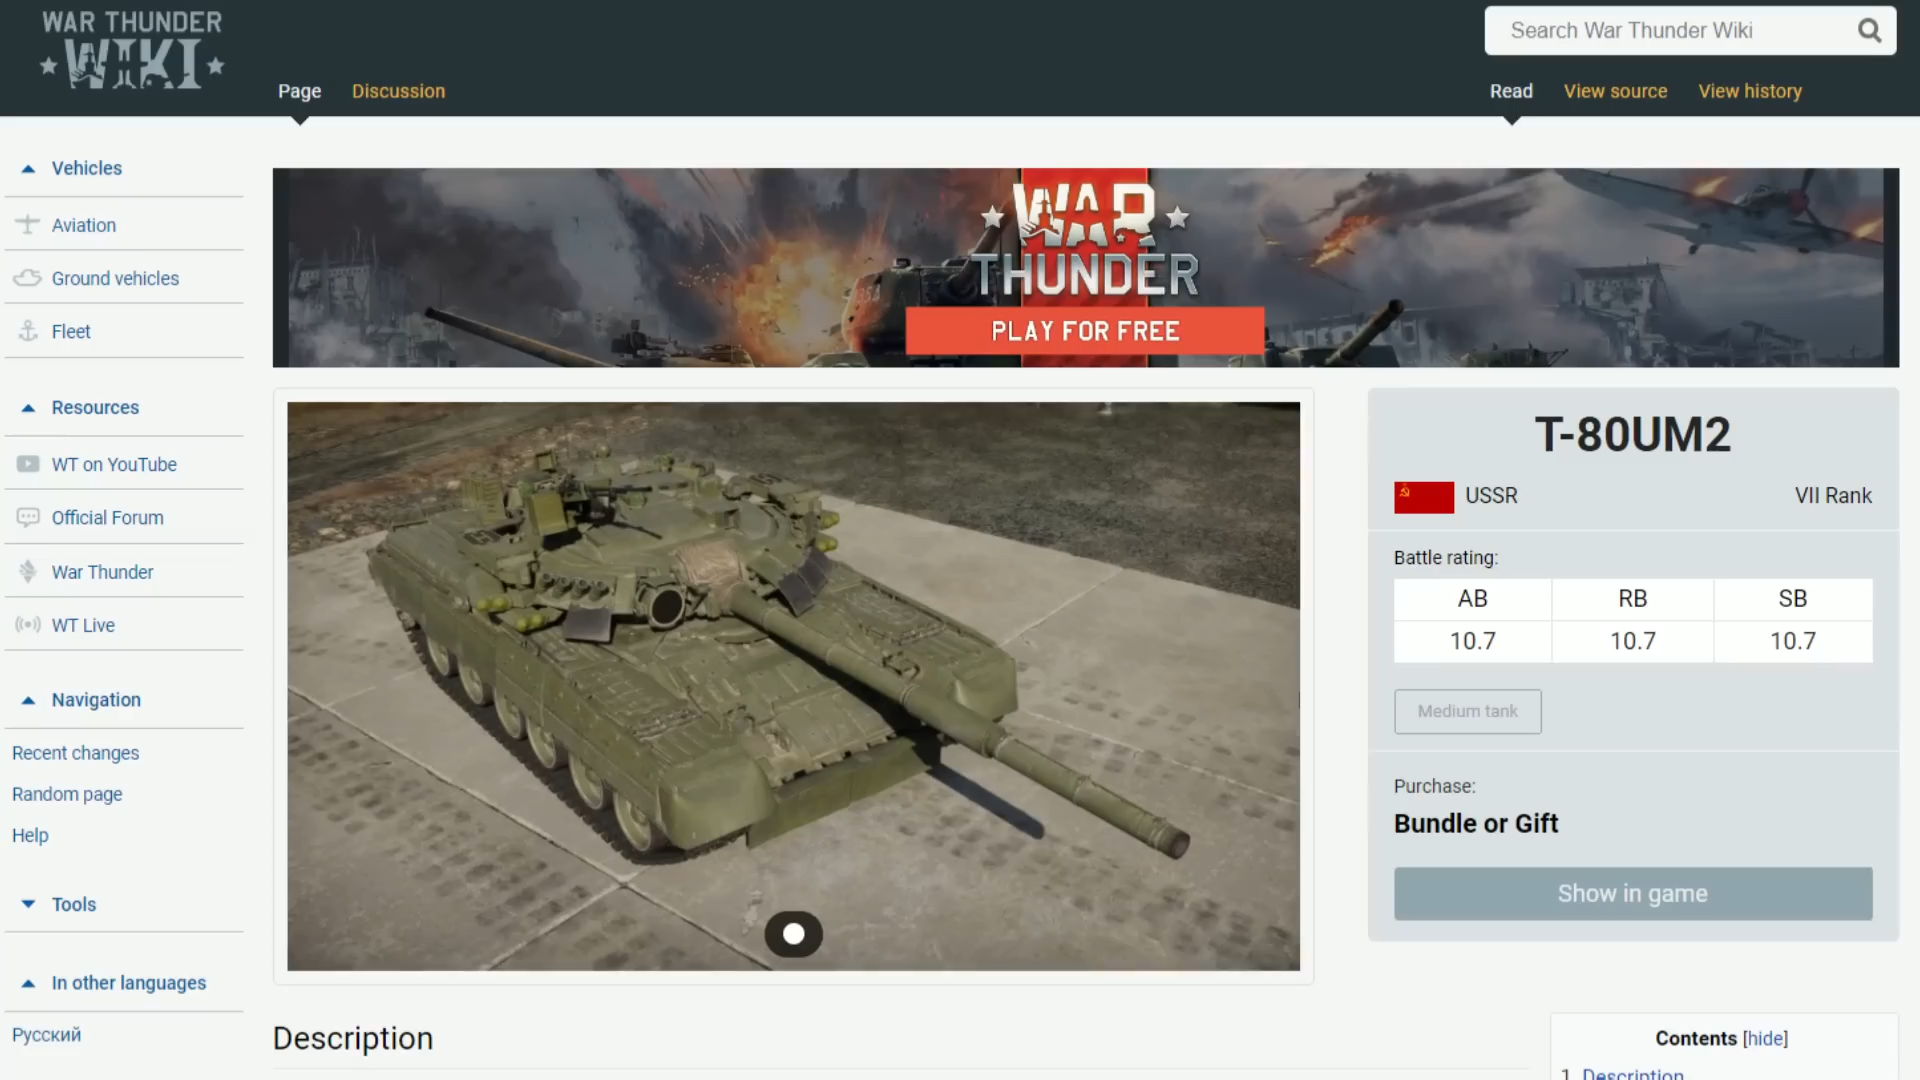 WAR THUNDER
WIKI
Search War Thunder Wiki
Page
Discussion
Read
View source
View history
Vehicles
Aviation
Ground vehicles
Fleet
Resources
WT on YouTube
Official Forum
War Thunder
WT Live
Navigation
Recent changes
Random page
Help
Tools
In other languages
Русский
WAR
THUNDER
PLAY FOR FREE
T-80UM2
USSR
VII Rank
Battle rating:
AB RB SB
10.7 10.7 10.7
Medium tank
Purchase:
Bundle or Gift
Show in game
Description
Contents [hide]
1 Description